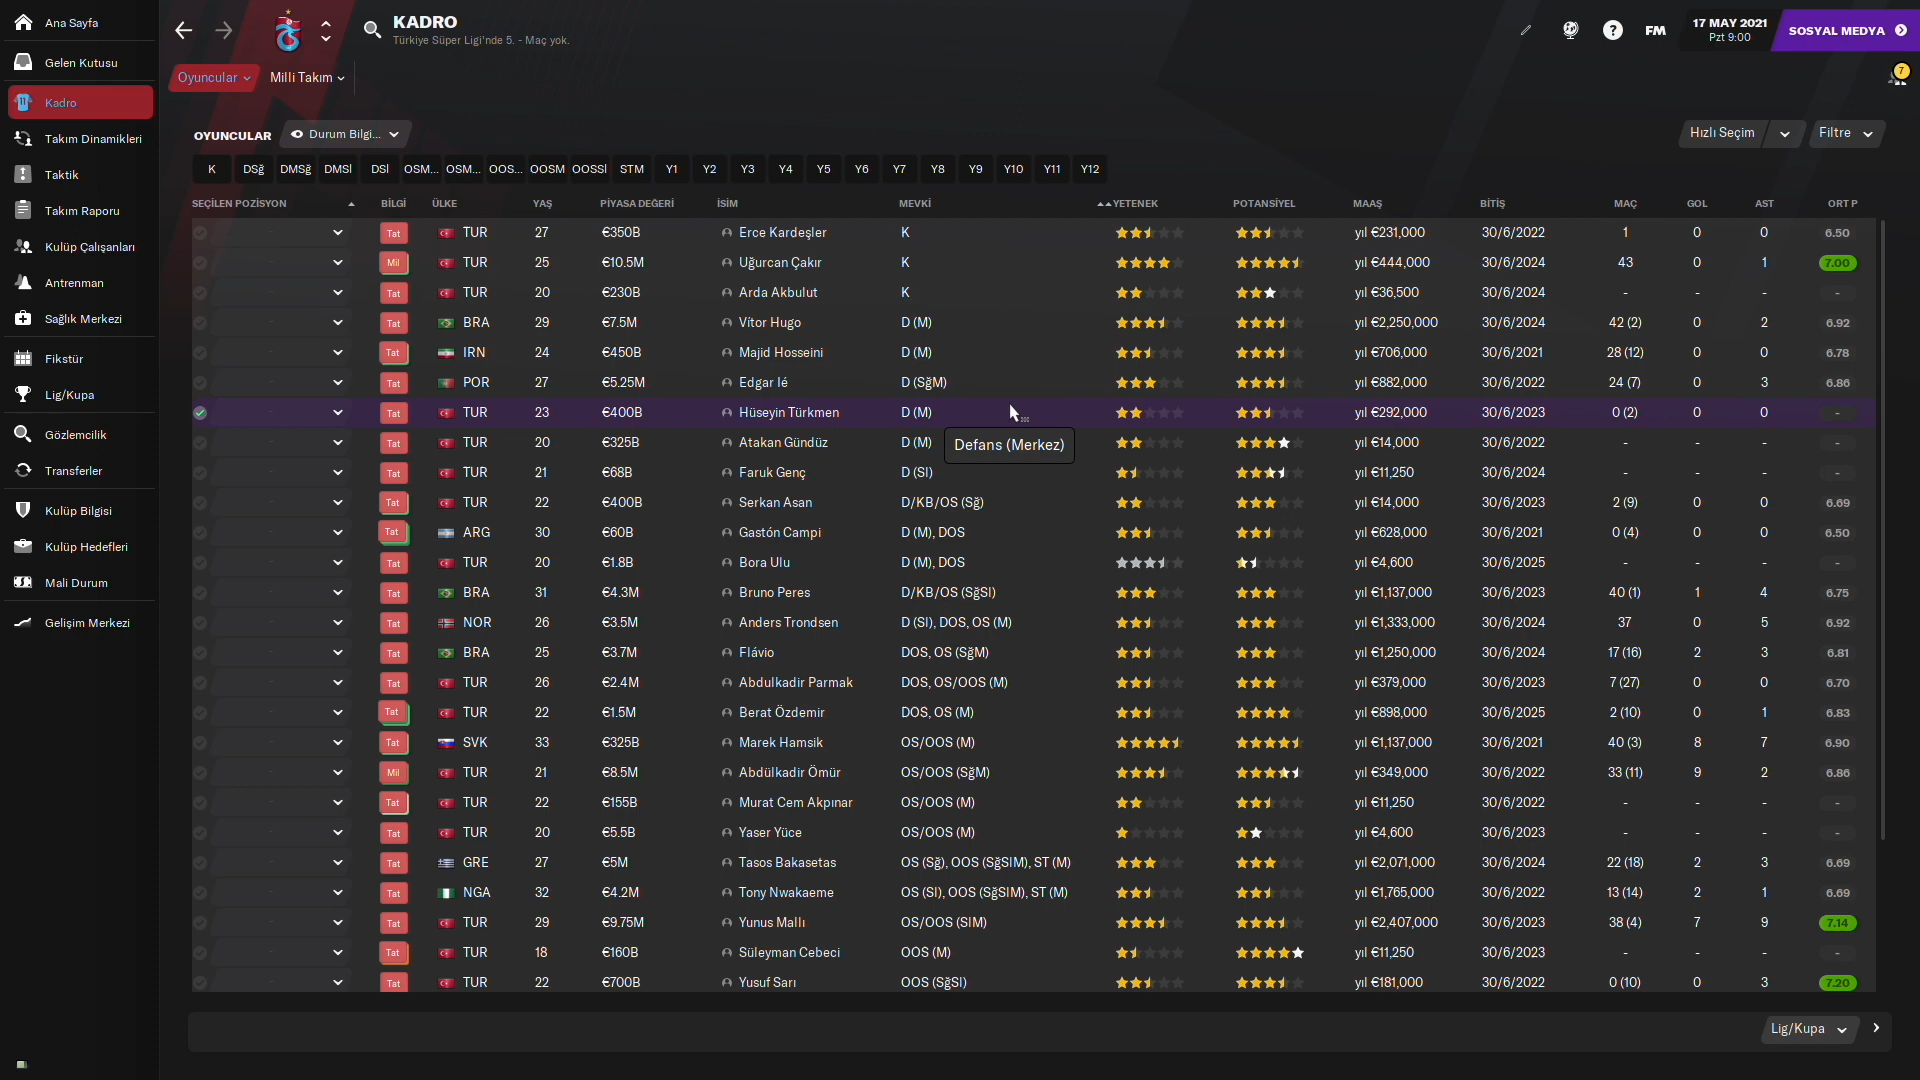 Ana Sayfa
Gelen Kutusu
Kadro
Takım Dinamikleri
Taktik
Takım Raporu
Kulüp Çalışanları
Antrenman
Sağlık Merkezi
Fikstür
Lig/Kupa
Gözlemcilik
Transferler
Kulüp Bilgisi
Kulüp Hedefleri
Mali Durum
Gelişim Merkezi
KADRO
Türkiye Süper Ligi'nde 5. - Maç yok.
FM
17 MAY 2021
Pzt 9:00
SOSYAL MEDYA
7
Oyuncular
Milli Takım
OYUNCULAR
Durum Bilgi...
Hızlı Seçim
Filtre
K DSğ DMSğ DMSl DSl OSM... OSM... OOS... OOSM OOSSl STM Y1 Y2 Y3 Y4 Y5 Y6 Y7 Y8 Y9 Y10 Y11 Y12
SEÇİLEN POZİSYON BİLGİ ÜLKE YAŞ PİYASA DEĞERİ İSİM MEVKİ YETENEK POTANSİYEL MAAŞ BİTİŞ MAÇ GOL AST ORT P
- Tat TUR 27 €350B Erce Kardeşler K yıl €231,000 30/6/2022 1 0 0 6.50
- Mil TUR 25 €10.5M Uğurcan Çakır K yıl €444,000 30/6/2024 43 0 1 7.00
- Tat TUR 20 €230B Arda Akbulut K yıl €36,500 30/6/2024 - - - -
- Tat BRA 29 €7.5M Vítor Hugo D (M) yıl €2,250,000 30/6/2024 42 (2) 0 2 6.92
- Tat IRN 24 €450B Majid Hosseini D (M) yıl €706,000 30/6/2021 28 (12) 0 0 6.78
- Tat POR 27 €5.25M Edgar Ié D (SğM) yıl €882,000 30/6/2022 24 (7) 0 3 6.86
- Tat TUR 23 €400B Hüseyin Türkmen D (M) yıl €292,000 30/6/2023 0 (2) 0 0 -
- Tat TUR 20 €325B Atakan Gündüz D (M) yıl €14,000 30/6/2022 - - - -
Defans (Merkez)
- Tat TUR 21 €68B Faruk Genç D (Sl) yıl €11,250 30/6/2024 - - - -
- Tat TUR 22 €400B Serkan Asan D/KB/OS (Sğ) yıl €14,000 30/6/2023 2 (9) 0 0 6.69
- Tat ARG 30 €60B Gastón Campi D (M), DOS yıl €628,000 30/6/2021 0 (4) 0 0 6.50
- Tat TUR 20 €1.8B Bora Ulu D (M), DOS yıl €4,600 30/6/2025 - - - -
- Tat BRA 31 €4.3M Bruno Peres D/KB/OS (SğSl) yıl €1,137,000 30/6/2023 40 (1) 1 4 6.75
- Tat NOR 26 €3.5M Anders Trondsen D (Sl), DOS, OS (M) yıl €1,333,000 30/6/2024 37 0 5 6.92
- Tat BRA 25 €3.7M Flávio DOS, OS (SğM) yıl €1,250,000 30/6/2024 17 (16) 2 3 6.81
- Tat TUR 26 €2.4M Abdulkadir Parmak DOS, OS/OOS (M) yıl €379,000 30/6/2023 7 (27) 0 0 6.70
- Tat TUR 22 €1.5M Berat Özdemir DOS, OS (M) yıl €898,000 30/6/2025 2 (10) 0 1 6.83
- Tat SVK 33 €325B Marek Hamsik OS/OOS (M) yıl €1,137,000 30/6/2021 40 (3) 8 7 6.90
- Mil TUR 21 €8.5M Abdülkadir Ömür OS/OOS (SğM) yıl €349,000 30/6/2022 33 (11) 9 2 6.86
- Tat TUR 22 €155B Murat Cem Akpınar OS/OOS (M) yıl €11,250 30/6/2022 - - - -
- Tat TUR 20 €5.5B Yaser Yüce OS/OOS (M) yıl €4,600 30/6/2023 - - - -
- Tat GRE 27 €5M Tasos Bakasetas OS (Sğ), OOS (SğSlM), ST (M) yıl €2,071,000 30/6/2024 22 (18) 2 3 6.69
- Tat NGA 32 €4.2M Tony Nwakaeme OS (Sl), OOS (SğSlM), ST (M) yıl €1,765,000 30/6/2022 13 (14) 2 1 6.69
- Tat TUR 29 €9.75M Yunus Mallı OS/OOS (SlM) yıl €2,407,000 30/6/2023 38 (4) 7 9 7.14
- Tat TUR 18 €160B Süleyman Cebeci OOS (M) yıl €11,250 30/6/2023 - - - -
- Tat TUR 22 €700B Yusuf Sarı OOS (SğSl) yıl €181,000 30/6/2022 0 (10) 0 3 7.20
Lig/Kupa